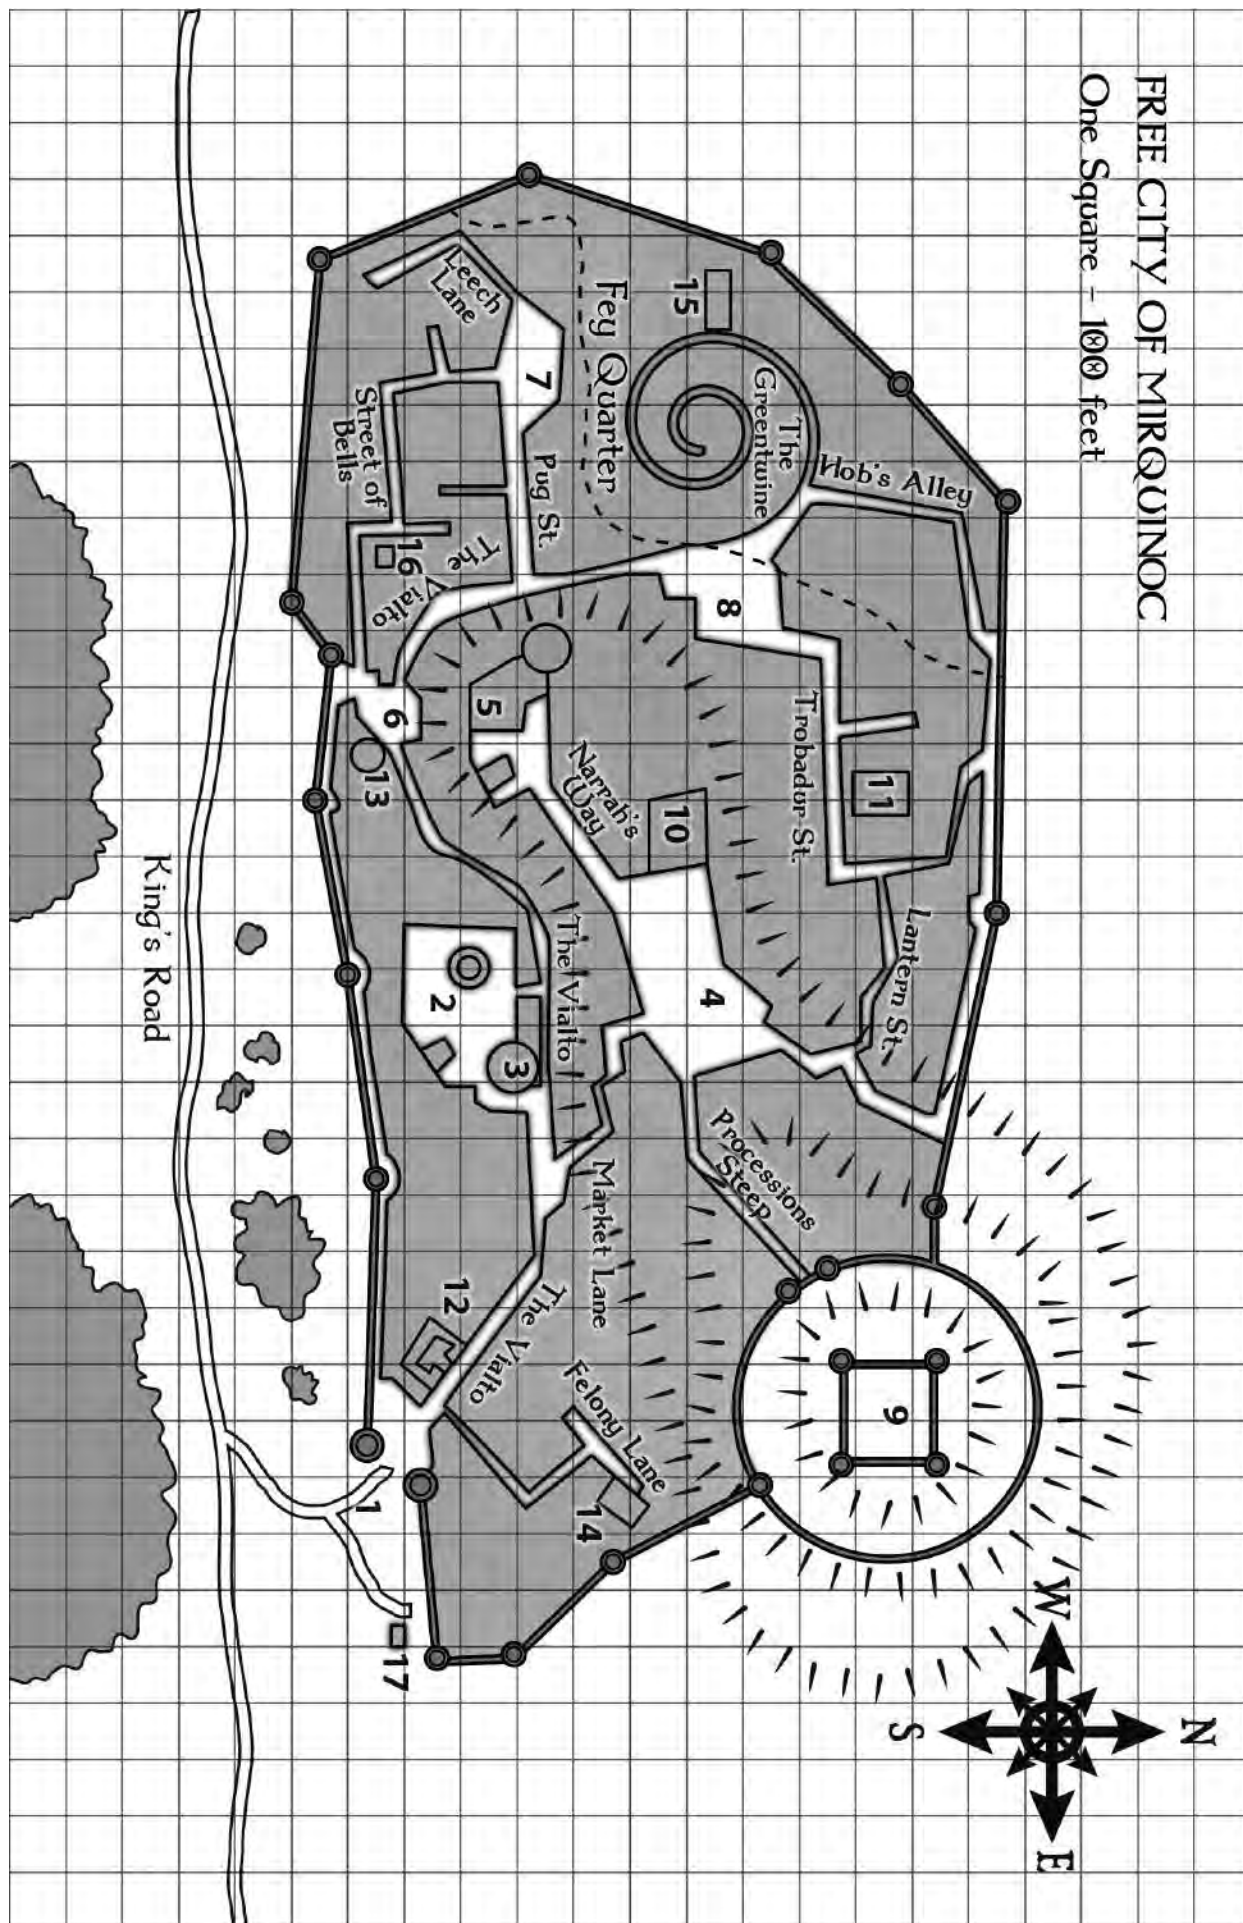 N
FREE CITY OF MIRQUINOC
One Square - 100 feet
W
E
S
Hob's Alley
9
Lantern St.
11
Trobador St.
The
Greentwine
Processions
Steep
8
4
15
10
Fey Quarter
Narrah's
Way
Felony Lane
Market Lane
14
The Vialto
Pug St.
7
3
5
The Vialto
Leech
Lane
12
2
The Vialto
16
6
17
Street of
Bells
13
1
King's Road